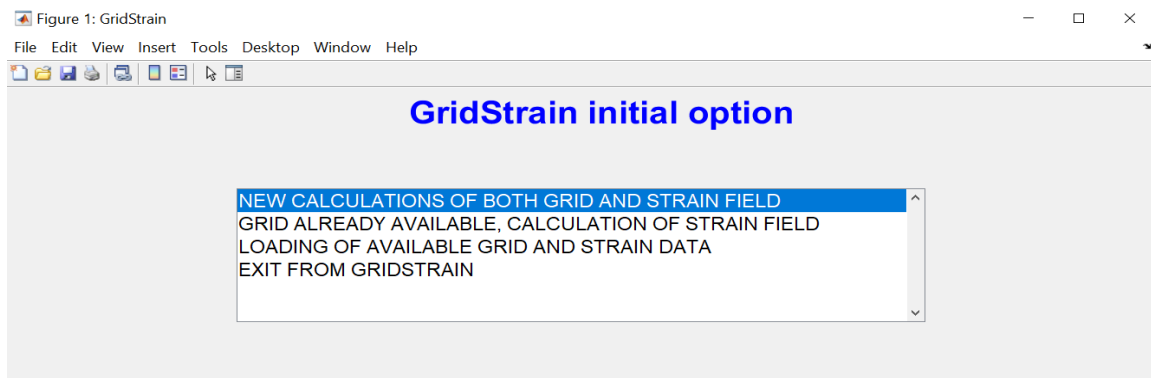 Figure 1: GridStrain
File Edit View Insert Tools Desktop Window Help
GridStrain initial option
NEW CALCULATIONS OF BOTH GRID AND STRAIN FIELD
GRID ALREADY AVAILABLE, CALCULATION OF STRAIN FIELD
LOADING OF AVAILABLE GRID AND STRAIN DATA
EXIT FROM GRIDSTRAIN